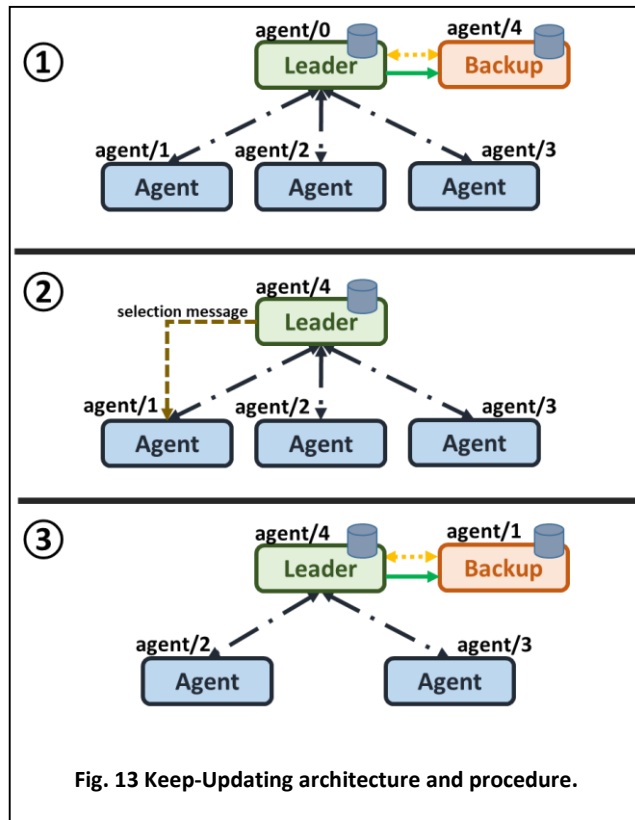 ①
agent/0
agent/4
Leader
Backup
agent/1
agent/2
agent/3
Agent
Agent
Agent
②
agent/4
selection message
Leader
agent/1
agent/2
agent/3
Agent
Agent
Agent
③
agent/4
agent/1
Leader
Backup
agent/2
agent/3
Agent
Agent
Fig. 13 Keep-Updating architecture and procedure.